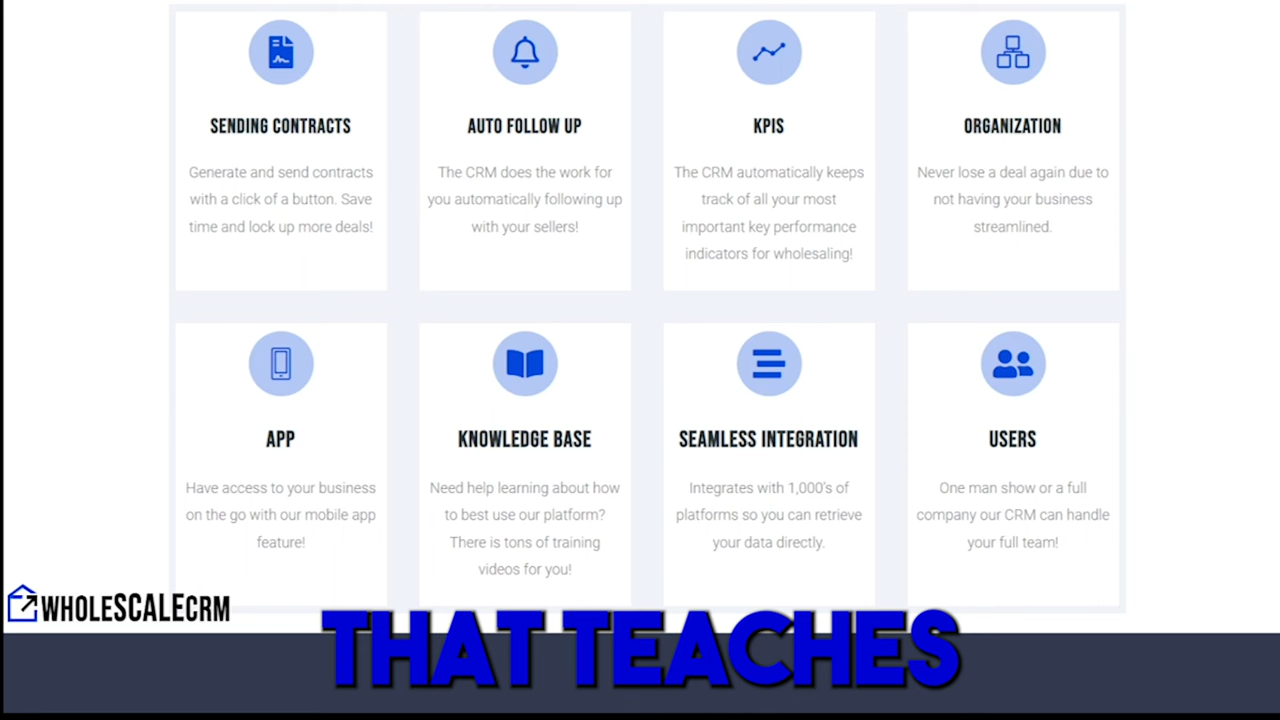 SENDING CONTRACTS
Generate and send contracts
with a click of a button. Save
time and lock up more deals!
AUTO FOLLOW UP
The CRM does the work for
you automatically following up
with your sellers!
KPIS
The CRM automatically keeps
track of all your most
important key performance
indicators for wholesaling!
ORGANIZATION
Never lose a deal again due to
not having your business
streamlined.
APP
Have access to your business
on the go with our mobile app
feature!
KNOWLEDGE BASE
Need help learning about how
to best use our platform?
There is tons of training
videos for you!
SEAMLESS INTEGRATION
Integrates with 1,000's of
platforms so you can retrieve
your data directly.
USERS
One man show or a full
company our CRM can handle
your full team!
WHOLESCALECRM
THAT TEACHES